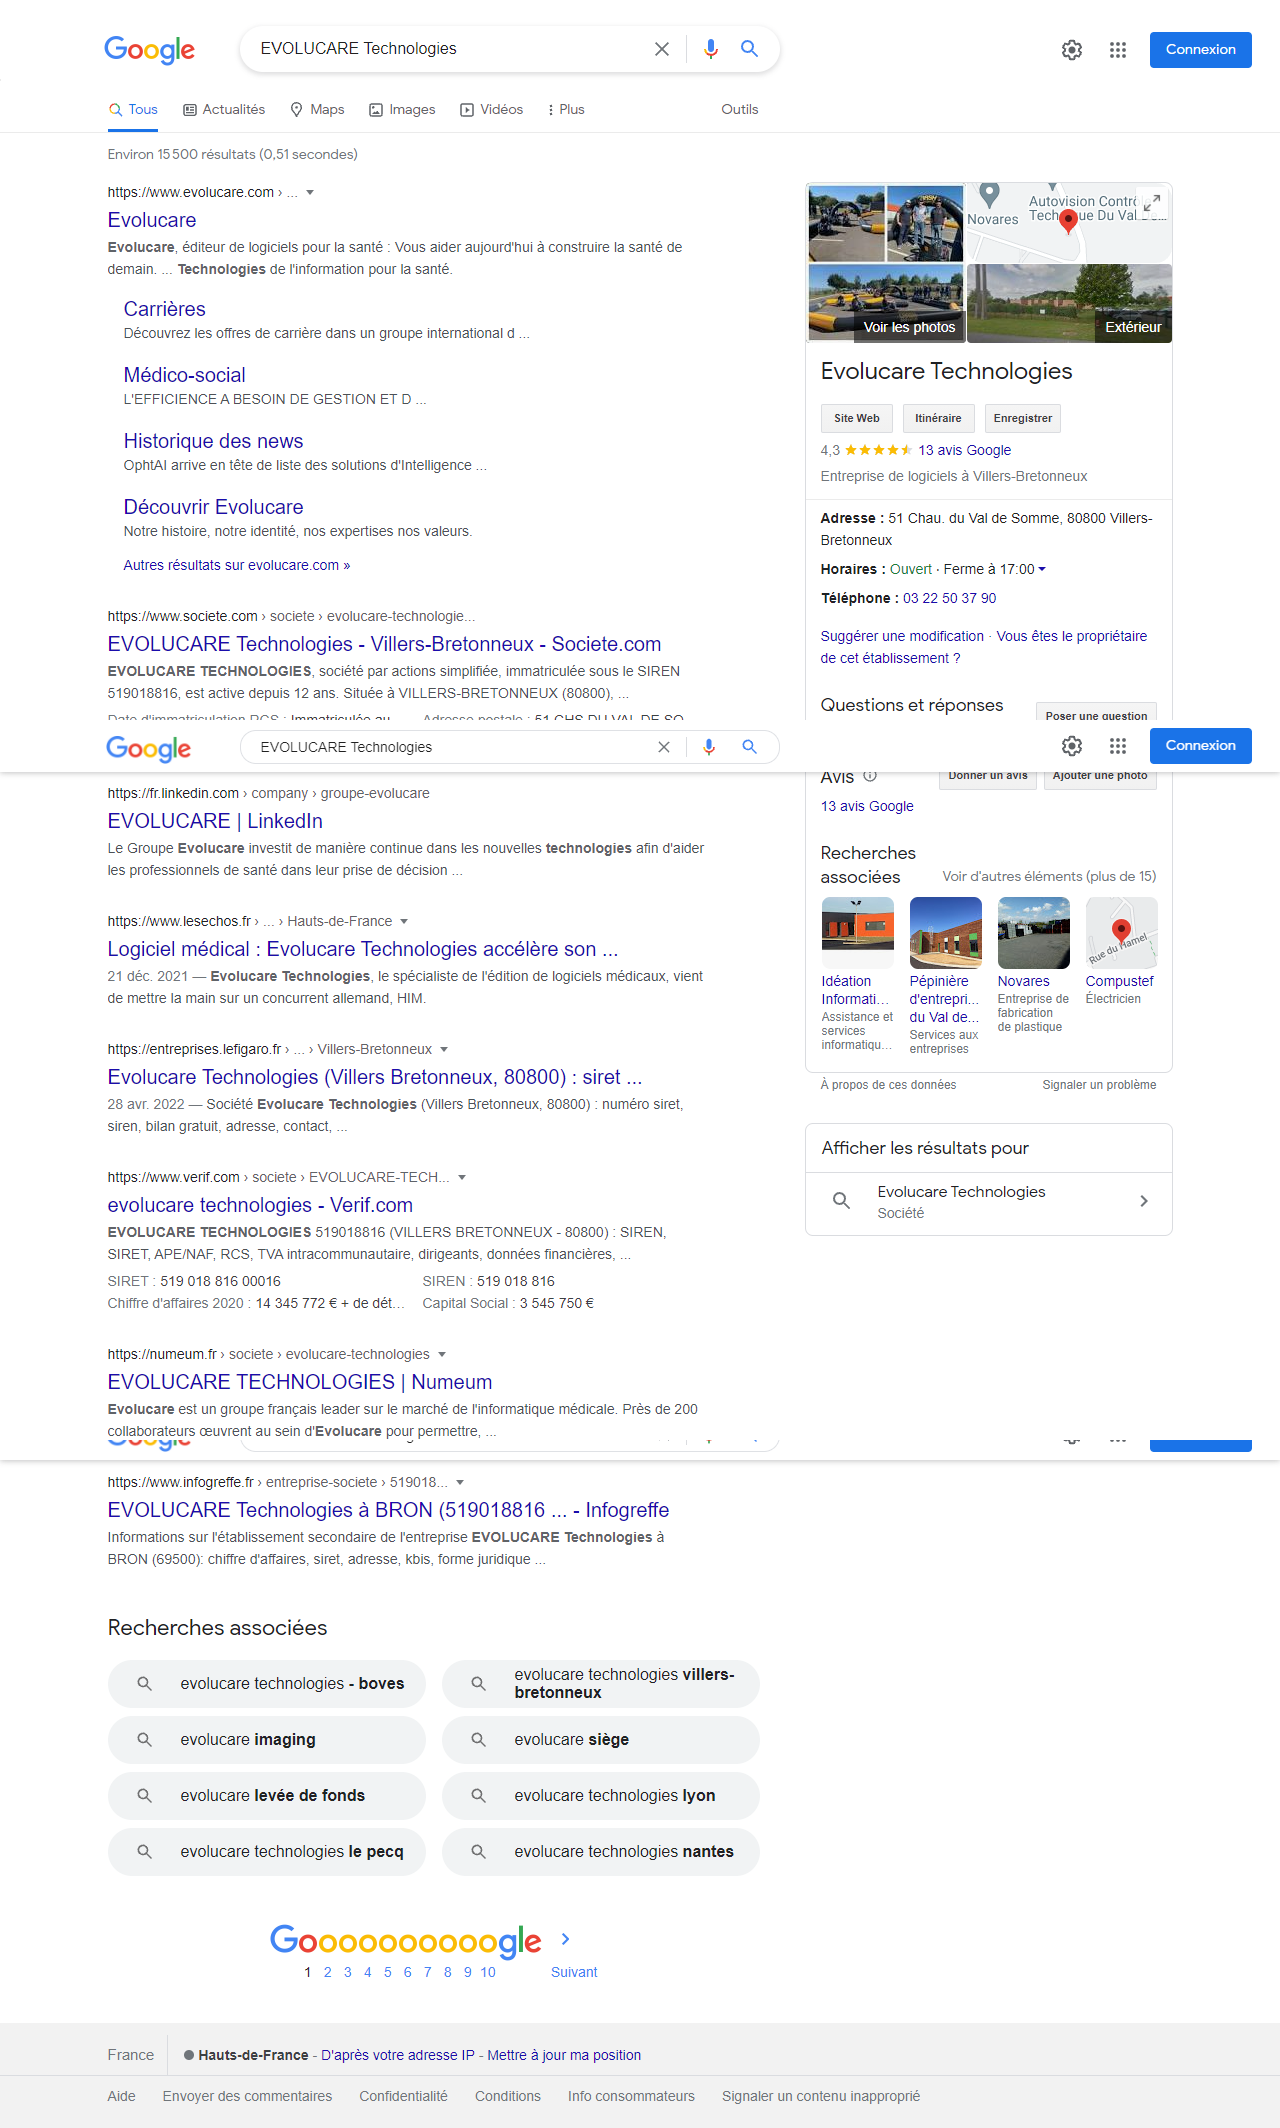 Google
EVOLUCARE Technologies
Connexion
Tous
Actualités
Maps
Images
Vidéos
Plus
Outils
Environ 15 500 résultats (0,51 secondes)
https://www.evolucare.com › ...
Evolucare
Evolucare, éditeur de logiciels pour la santé : Vous aider aujourd'hui à construire la santé de
demain. ... Technologies de l'information pour la santé.
Carrières
Découvrez les offres de carrière dans un groupe international d ...
Médico-social
L'EFFICIENCE A BESOIN DE GESTION ET D ...
Historique des news
OphtAI arrive en tête de liste des solutions d'Intelligence ...
Découvrir Evolucare
Notre histoire, notre identité, nos expertises nos valeurs.
Autres résultats sur evolucare.com »
https://www.societe.com › societe › evolucare-technologie...
EVOLUCARE Technologies - Villers-Bretonneux - Societe.com
EVOLUCARE TECHNOLOGIES, société par actions simplifiée, immatriculée sous le SIREN
519018816, est active depuis 12 ans. Située à VILLERS-BRETONNEUX (80800), ...
Date d'immatriculation RCS : Immatriculée au
Adresse postale : 51 CHS DU VAL DE SO
Novares
Autovision Contrô
Technique Du Val de...
Voir les photos
Extérieur
Evolucare Technologies
Site Web
Itinéraire
Enregistrer
4,3
13 avis Google
Entreprise de logiciels à Villers-Bretonneux
Adresse : 51 Chau. du Val de Somme, 80800 Villers-
Bretonneux
Horaires : Ouvert · Ferme à 17:00
Téléphone : 03 22 50 37 90
Suggérer une modification · Vous êtes le propriétaire
de cet établissement ?
Questions et réponses
Poser une question
Google
EVOLUCARE Technologies
Connexion
Avis
Donner un avis
Ajouter une photo
13 avis Google
Recherches
associées
Voir d'autres éléments (plus de 15)
Rue du Hamel
Idéation
Informati...
Assistance et
services
informatiqu...
Pépinière
d'entrepri...
du Val de...
Services aux
entreprises
Novares
Entreprise de
fabrication
de plastique
Compustef
Électricien
À propos de ces données
Signaler un problème
Afficher les résultats pour
Evolucare Technologies
Société
https://fr.linkedin.com › company › groupe-evolucare
EVOLUCARE | LinkedIn
Le Groupe Evolucare investit de manière continue dans les nouvelles technologies afin d'aider
les professionnels de santé dans leur prise de décision ...
https://www.lesechos.fr › ... › Hauts-de-France
Logiciel médical : Evolucare Technologies accélère son ...
21 déc. 2021 — Evolucare Technologies, le spécialiste de l'édition de logiciels médicaux, vient
de mettre la main sur un concurrent allemand, HIM.
https://entreprises.lefigaro.fr › ... › Villers-Bretonneux
Evolucare Technologies (Villers Bretonneux, 80800) : siret ...
28 avr. 2022 — Société Evolucare Technologies (Villers Bretonneux, 80800) : numéro siret,
siren, bilan gratuit, adresse, contact, ...
https://www.verif.com › societe › EVOLUCARE-TECH...
evolucare technologies - Verif.com
EVOLUCARE TECHNOLOGIES 519018816 (VILLERS BRETONNEUX - 80800) : SIREN,
SIRET, APE/NAF, RCS, TVA intracommunautaire, dirigeants, données financières, ...
SIRET : 519 018 816 00016
SIREN : 519 018 816
Chiffre d'affaires 2020 : 14 345 772 € + de dét...
Capital Social : 3 545 750 €
https://numeum.fr › societe › evolucare-technologies
EVOLUCARE TECHNOLOGIES | Numeum
Evolucare est un groupe français leader sur le marché de l'informatique médicale. Près de 200
collaborateurs œuvrent au sein d'Evolucare pour permettre, ...
Google
https://www.infogreffe.fr › entreprise-societe › 519018...
EVOLUCARE Technologies à BRON (519018816 ... - Infogreffe
Informations sur l'établissement secondaire de l'entreprise EVOLUCARE Technologies à
BRON (69500): chiffre d'affaires, siret, adresse, kbis, forme juridique ...
Recherches associées
evolucare technologies - boves
evolucare technologies villers-
bretonneux
evolucare imaging
evolucare siège
evolucare levée de fonds
evolucare technologies lyon
evolucare technologies le pecq
evolucare technologies nantes
Goooooooooogle
1 2 3 4 5 6 7 8 9 10
Suivant
France
Hauts-de-France - D'après votre adresse IP - Mettre à jour ma position
Aide
Envoyer des commentaires
Confidentialité
Conditions
Info consommateurs
Signaler un contenu inapproprié